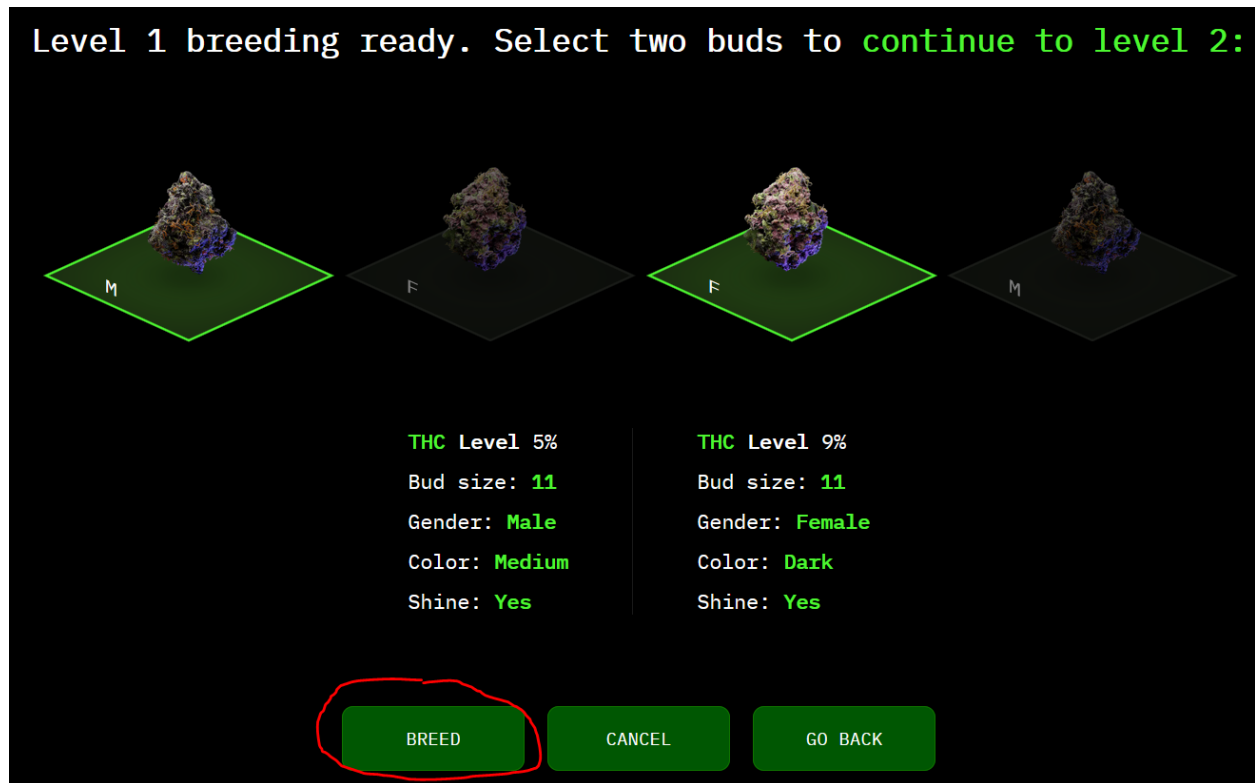 Level 1 breeding ready. Select two buds to continue to level 2:
M F F M
THC Level 5% THC Level 9%
Bud size: 11 Bud size: 11
Gender: Male Gender: Female
Color: Medium Color: Dark
Shine: Yes Shine: Yes
BREED CANCEL GO BACK